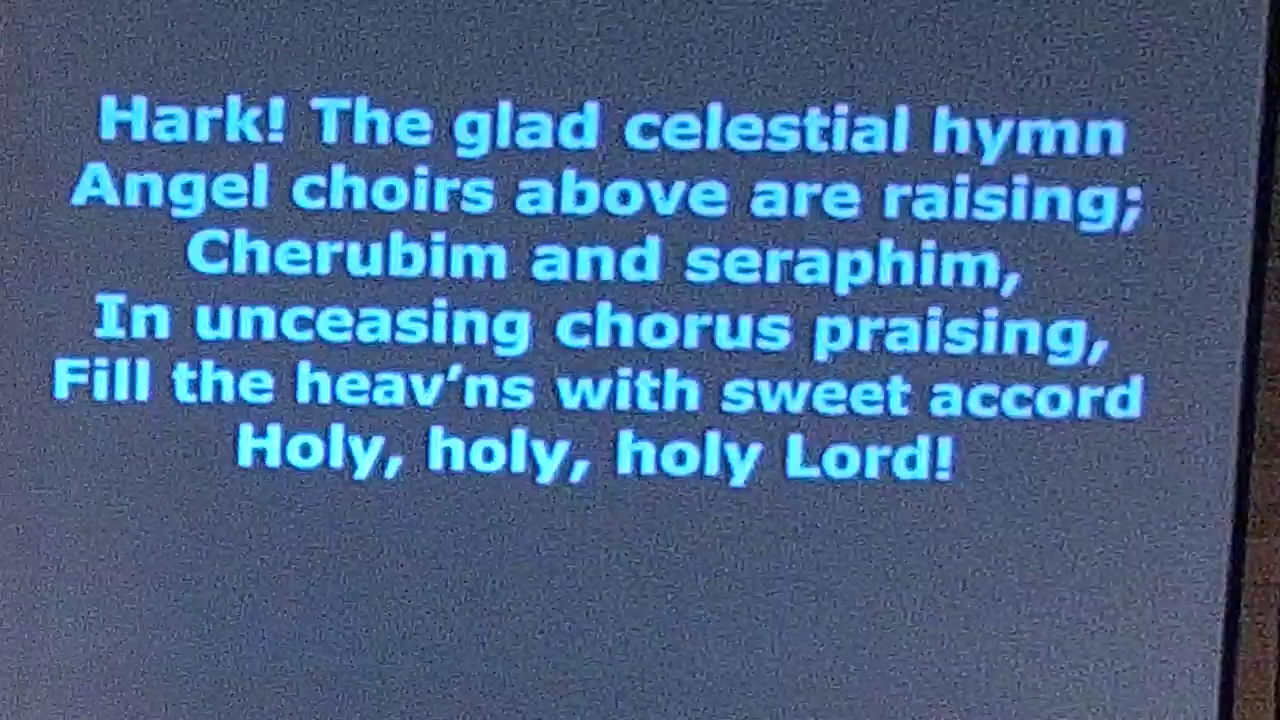 Hark! The glad celestial hymn
Angel choirs above are raising;
Cherubim and seraphim,
In unceasing chorus praising,
Fill the heav’ns with sweet accord
Holy, holy, holy Lord!